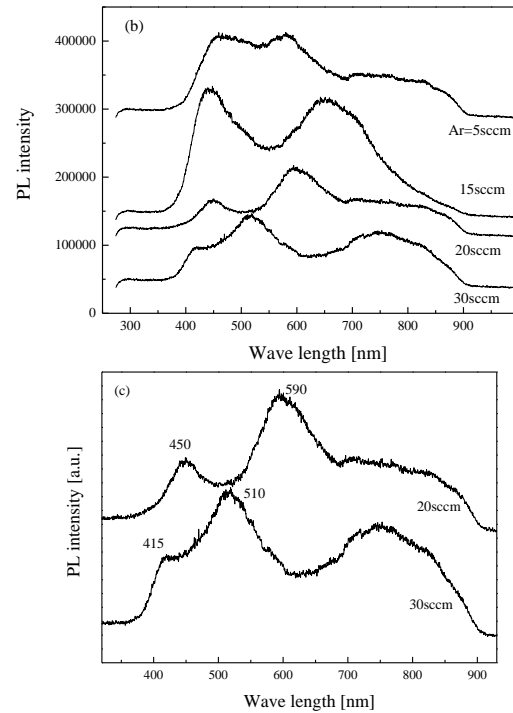 (b)
400000
300000
200000
100000
0
PL intensity
Ar=5sccm
15sccm
20sccm
30sccm
300 400 500 600 700 800 900
Wave length [nm]
(c)
590
450
510
415
20sccm
30sccm
PL intensity [a.u.]
400 500 600 700 800 900
Wave length [nm]